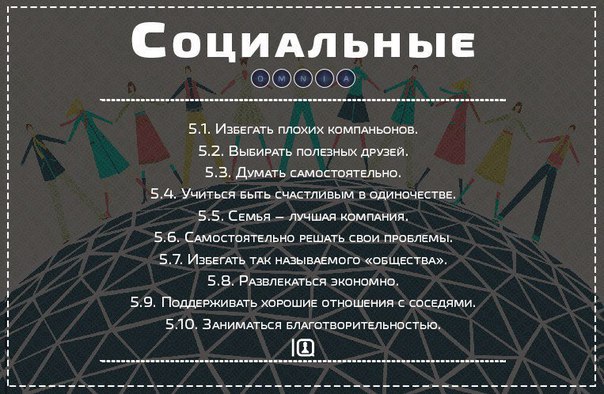 Социальные
OMNIA
5.1. Избегать плохих компаньонов.
5.2. Выбирать полезных друзей.
5.3. Думать самостоятельно.
5.4. Учиться быть счастливым в одиночестве.
5.5. Семья – лучшая компания.
5.6. Самостоятельно решать свои проблемы.
5.7. Избегать так называемого «общества».
5.8. Развлекаться экономно.
5.9. Поддерживать хорошие отношения с соседями.
5.10. Заниматься благотворительностью.